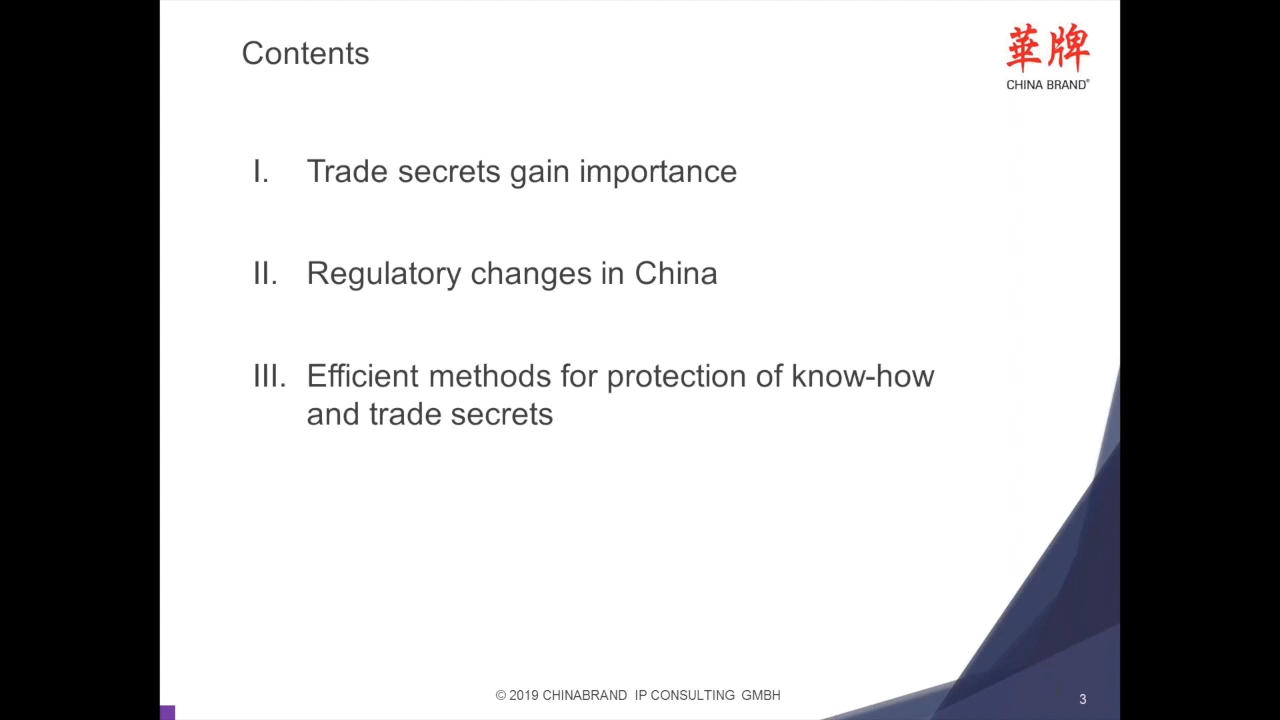 Contents
華牌
CHINA BRAND®
I. Trade secrets gain importance
II. Regulatory changes in China
III. Efficient methods for protection of know-how
and trade secrets
© 2019 CHINABRAND IP CONSULTING GMBH
3